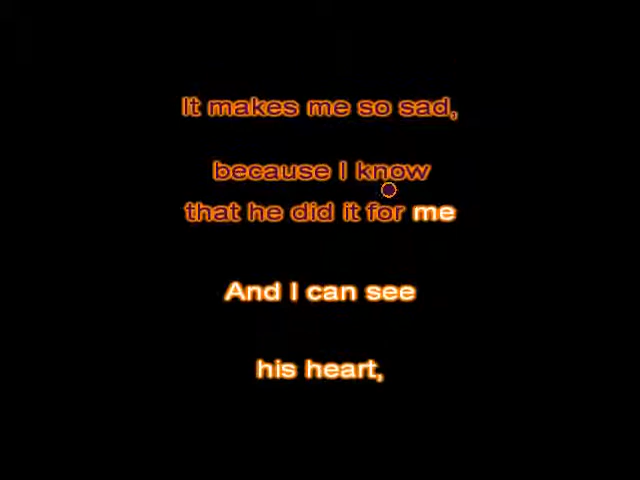 It makes me so sad,
because I know
that he did it for me
And I can see
his heart,